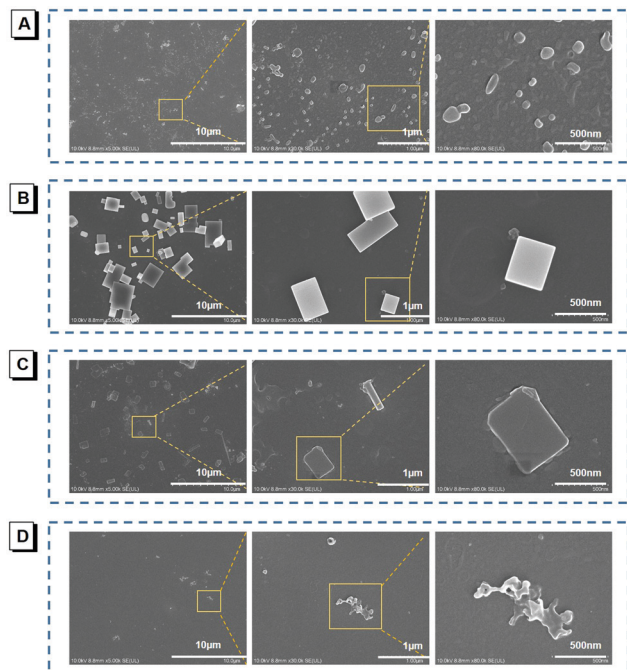 A
10μm
10.0kV 8.8mm x5.00k SE(UL)
10.0μm
1μm
10.0kV 8.8mm x30.0k SE(UL)
1.00μm
500nm
10.0kV 8.8mm x80.0k SE(UL)
500nm
B
10μm
10.0kV 8.8mm x5.00k SE(UL)
10.0μm
1μm
10.0kV 8.8mm x30.0k SE(UL)
1.00μm
500nm
10.0kV 8.8mm x80.0k SE(UL)
500nm
C
10μm
10.0kV 8.8mm x5.00k SE(UL)
10.0μm
1μm
10.0kV 8.8mm x30.0k SE(UL)
1.00μm
500nm
10.0kV 8.8mm x80.0k SE(UL)
500nm
D
10μm
10.0kV 8.8mm x5.00k SE(UL)
10.0μm
1μm
10.0kV 8.8mm x30.0k SE(UL)
1.00μm
500nm
10.0kV 8.8mm x80.0k SE(UL)
500nm